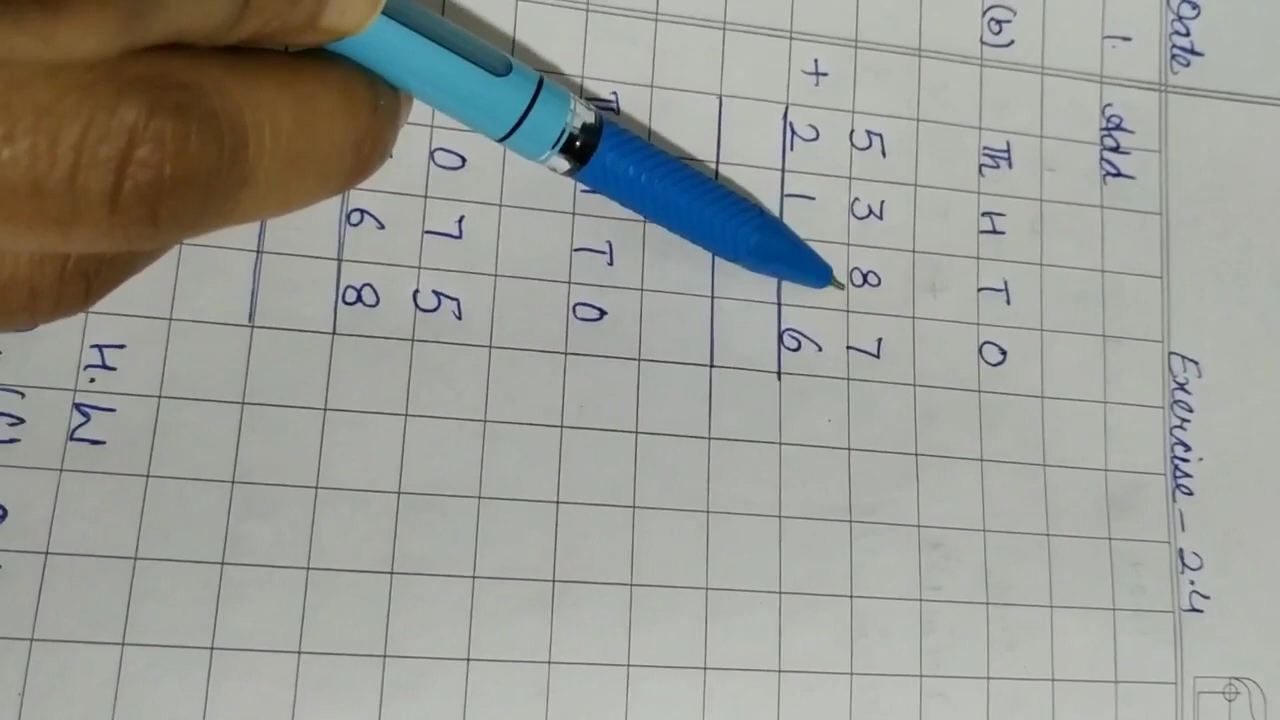 Date
Exercise - 2.4
1. Add
(b) Th H T O
5 3 8 7
+ 2 1 6
T O
0 7 5
6 8
H.W